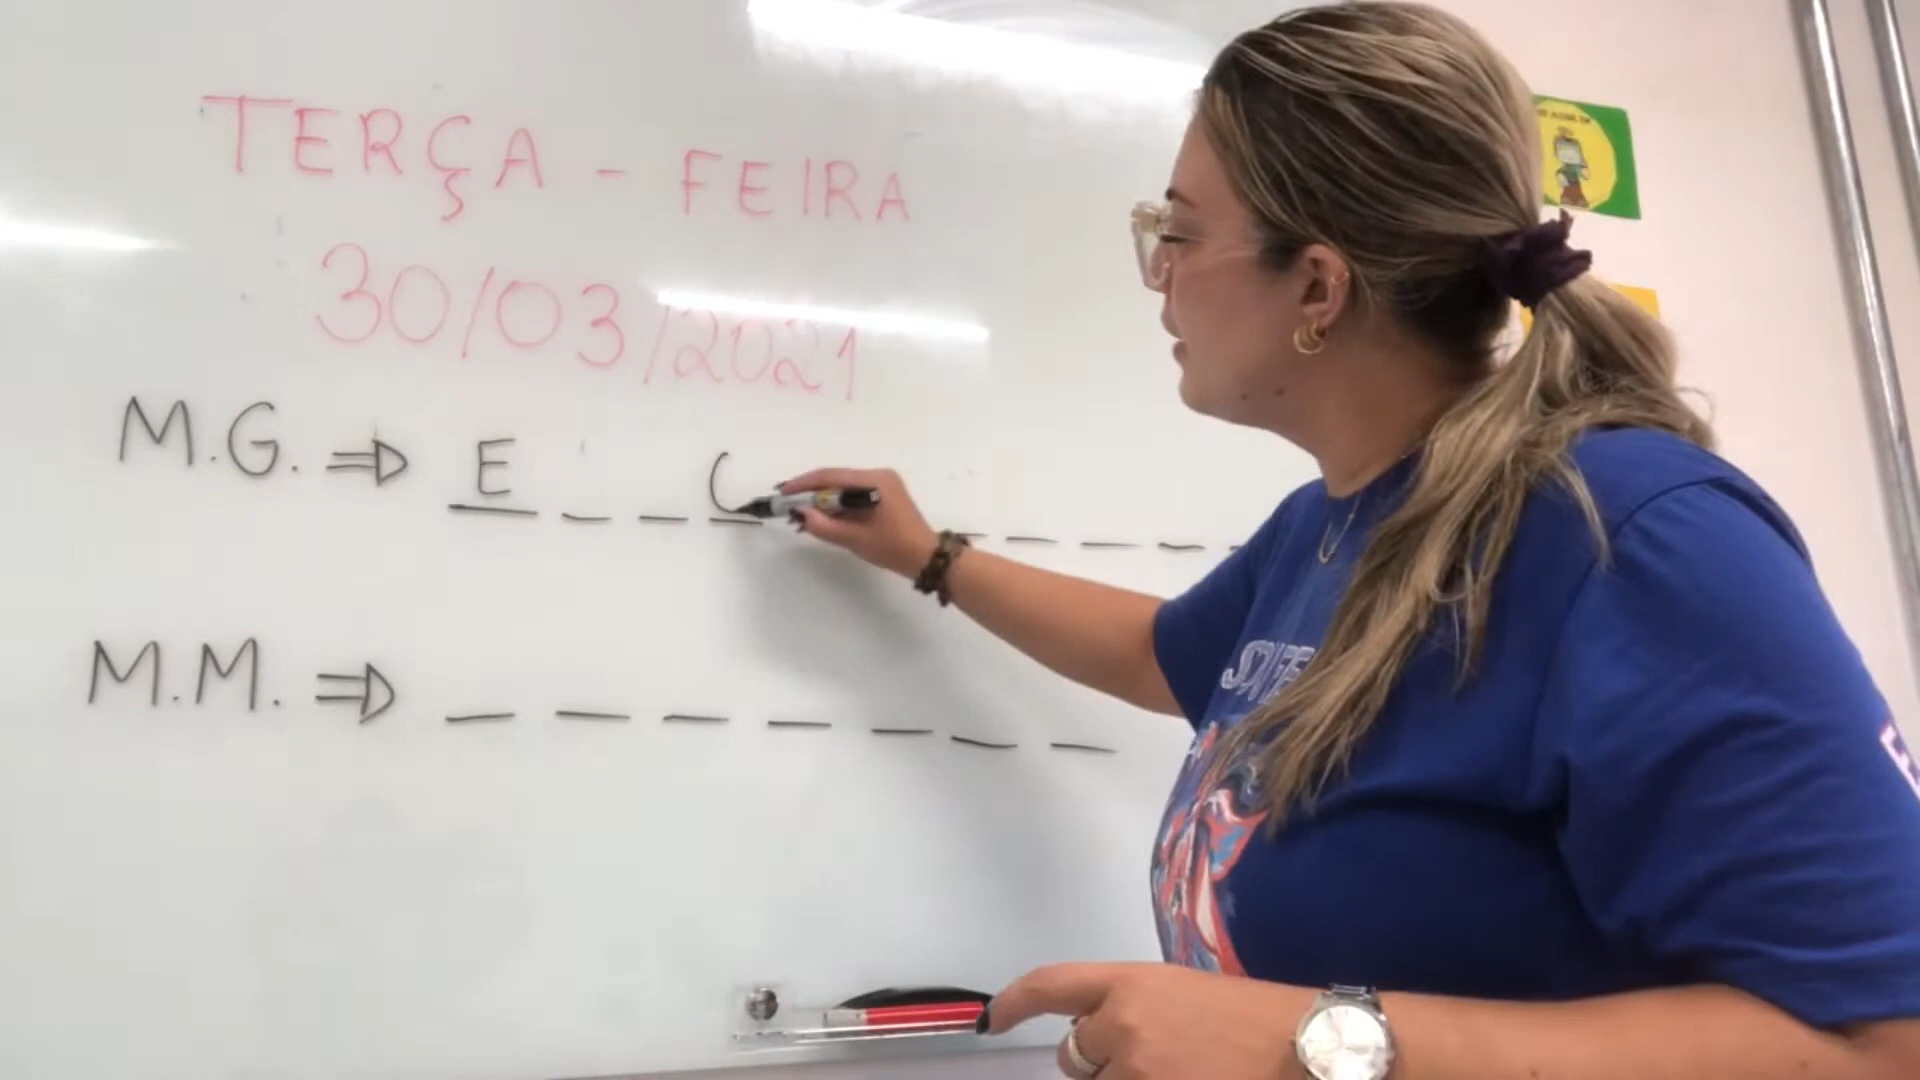 TERÇA - FEIRA
30/03/2021
M.G. ⇒ E _ _ C _ _ _ _
M.M. ⇒ _ _ _ _ _ _ _